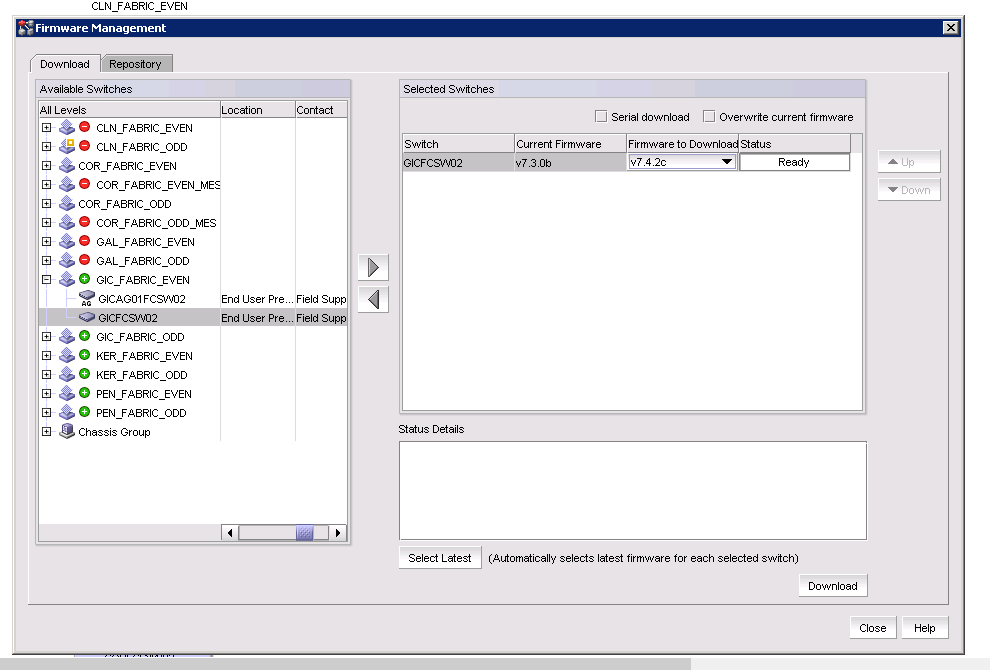 CLN_FABRIC_EVEN
Firmware Management
Download Repository
Available Switches
All Levels Location Contact
CLN_FABRIC_EVEN
CLN_FABRIC_ODD
COR_FABRIC_EVEN
COR_FABRIC_EVEN_MES
COR_FABRIC_ODD
COR_FABRIC_ODD_MES
GAL_FABRIC_EVEN
GAL_FABRIC_ODD
GIC_FABRIC_EVEN
AG GICAG01FCSW02 End User Pre... Field Supp
GICFCSW02 End User Pre... Field Supp
GIC_FABRIC_ODD
KER_FABRIC_EVEN
KER_FABRIC_ODD
PEN_FABRIC_EVEN
PEN_FABRIC_ODD
Chassis Group
Selected Switches
Serial download Overwrite current firmware
Switch Current Firmware Firmware to Download Status
GICFCSW02 v7.3.0b v7.4.2c Ready
Up
Down
Status Details
Select Latest (Automatically selects latest firmware for each selected switch)
Download
Close Help